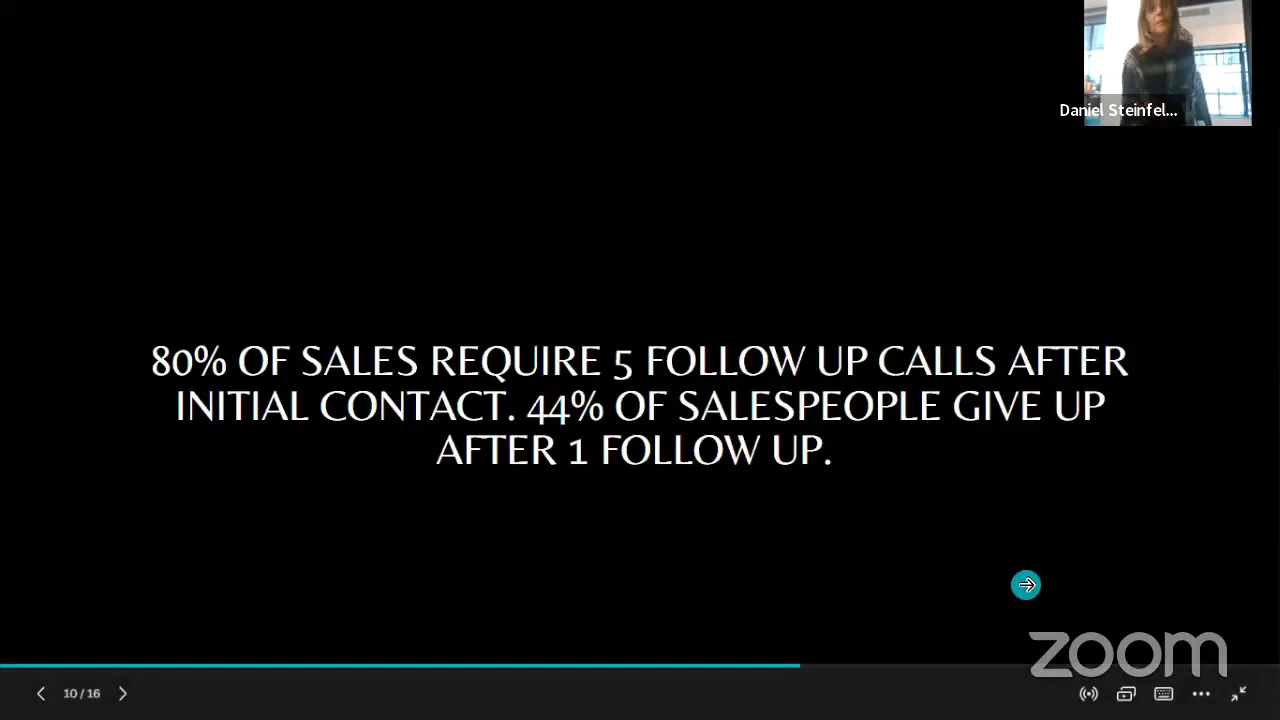 Daniel Steinfel...
80% OF SALES REQUIRE 5 FOLLOW UP CALLS AFTER
INITIAL CONTACT. 44% OF SALESPEOPLE GIVE UP
AFTER 1 FOLLOW UP.
zoom
10 / 16